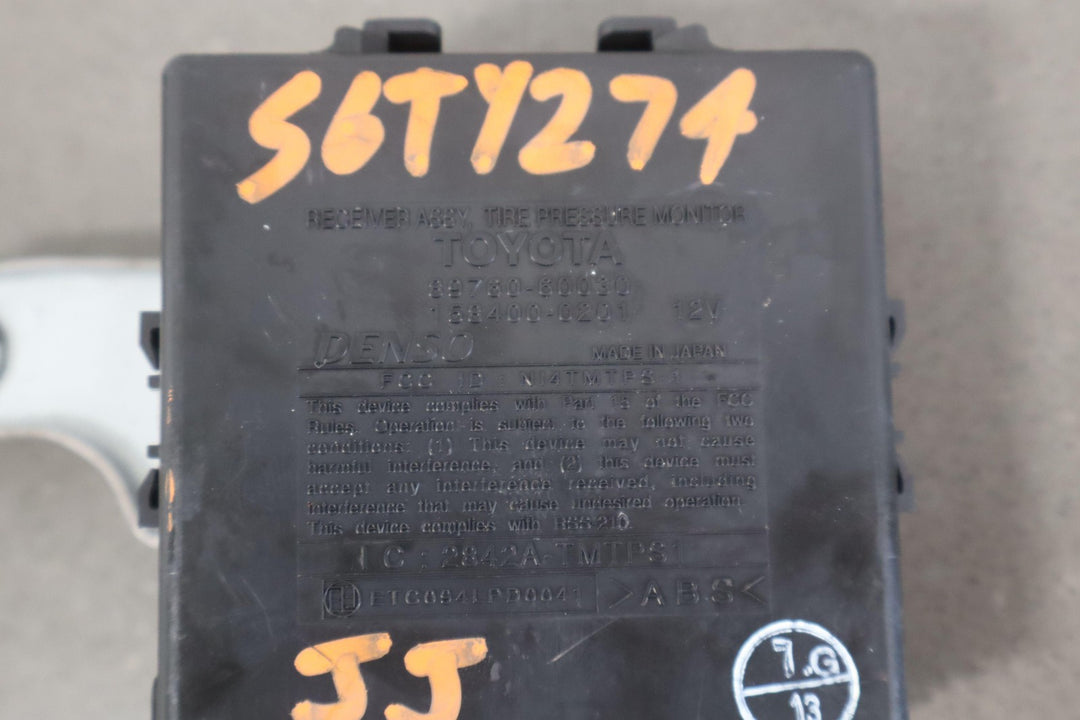 S6TY274
RECEIVER ASSY, TIRE PRESSURE MONITOR
TOYOTA
89760-60030
158400-0201 12V
DENSO MADE IN JAPAN
FCC ID : NI4TMTPS-1
This device complies with Part 15 of the FCC
Rules. Operation is subject to the following two
conditions: (1) This device may not cause
harmful interference, and (2) this device must
accept any interference received, including
interference that may cause undesired operation.
This device complies with RSS-210.
IC : 2842A-TMTPS1
ETC094LPD0041 >ABS<
JJ
7.G
13